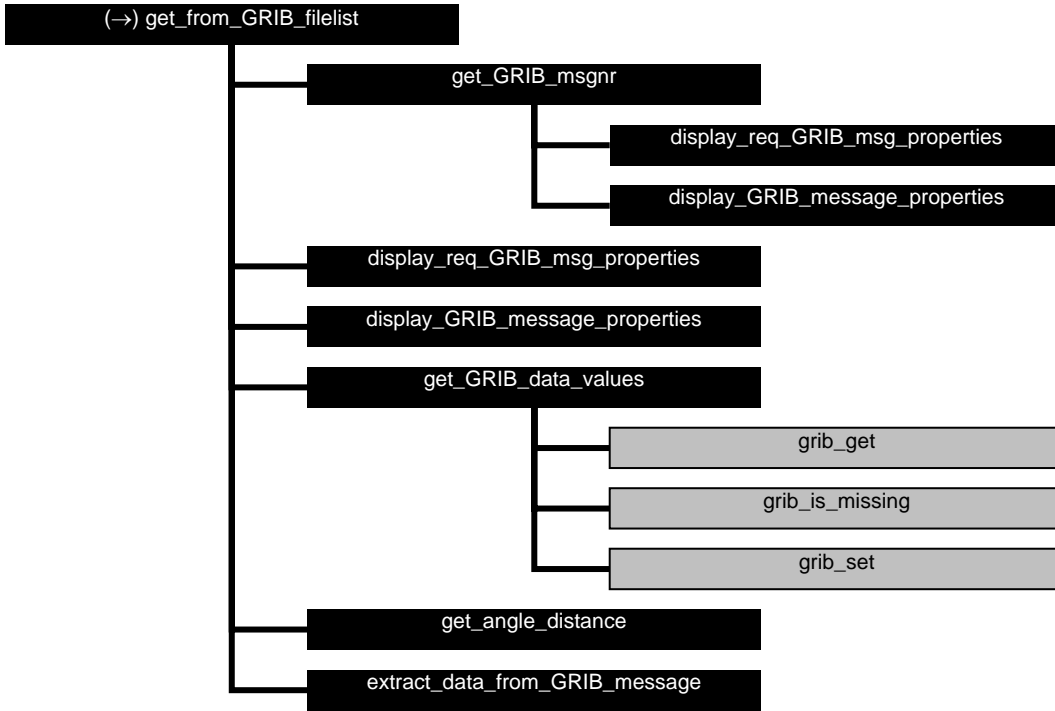 (→) get_from_GRIB_filelist
get_GRIB_msgnr
display_req_GRIB_msg_properties
display_GRIB_message_properties
display_req_GRIB_msg_properties
display_GRIB_message_properties
get_GRIB_data_values
grib_get
grib_is_missing
grib_set
get_angle_distance
extract_data_from_GRIB_message